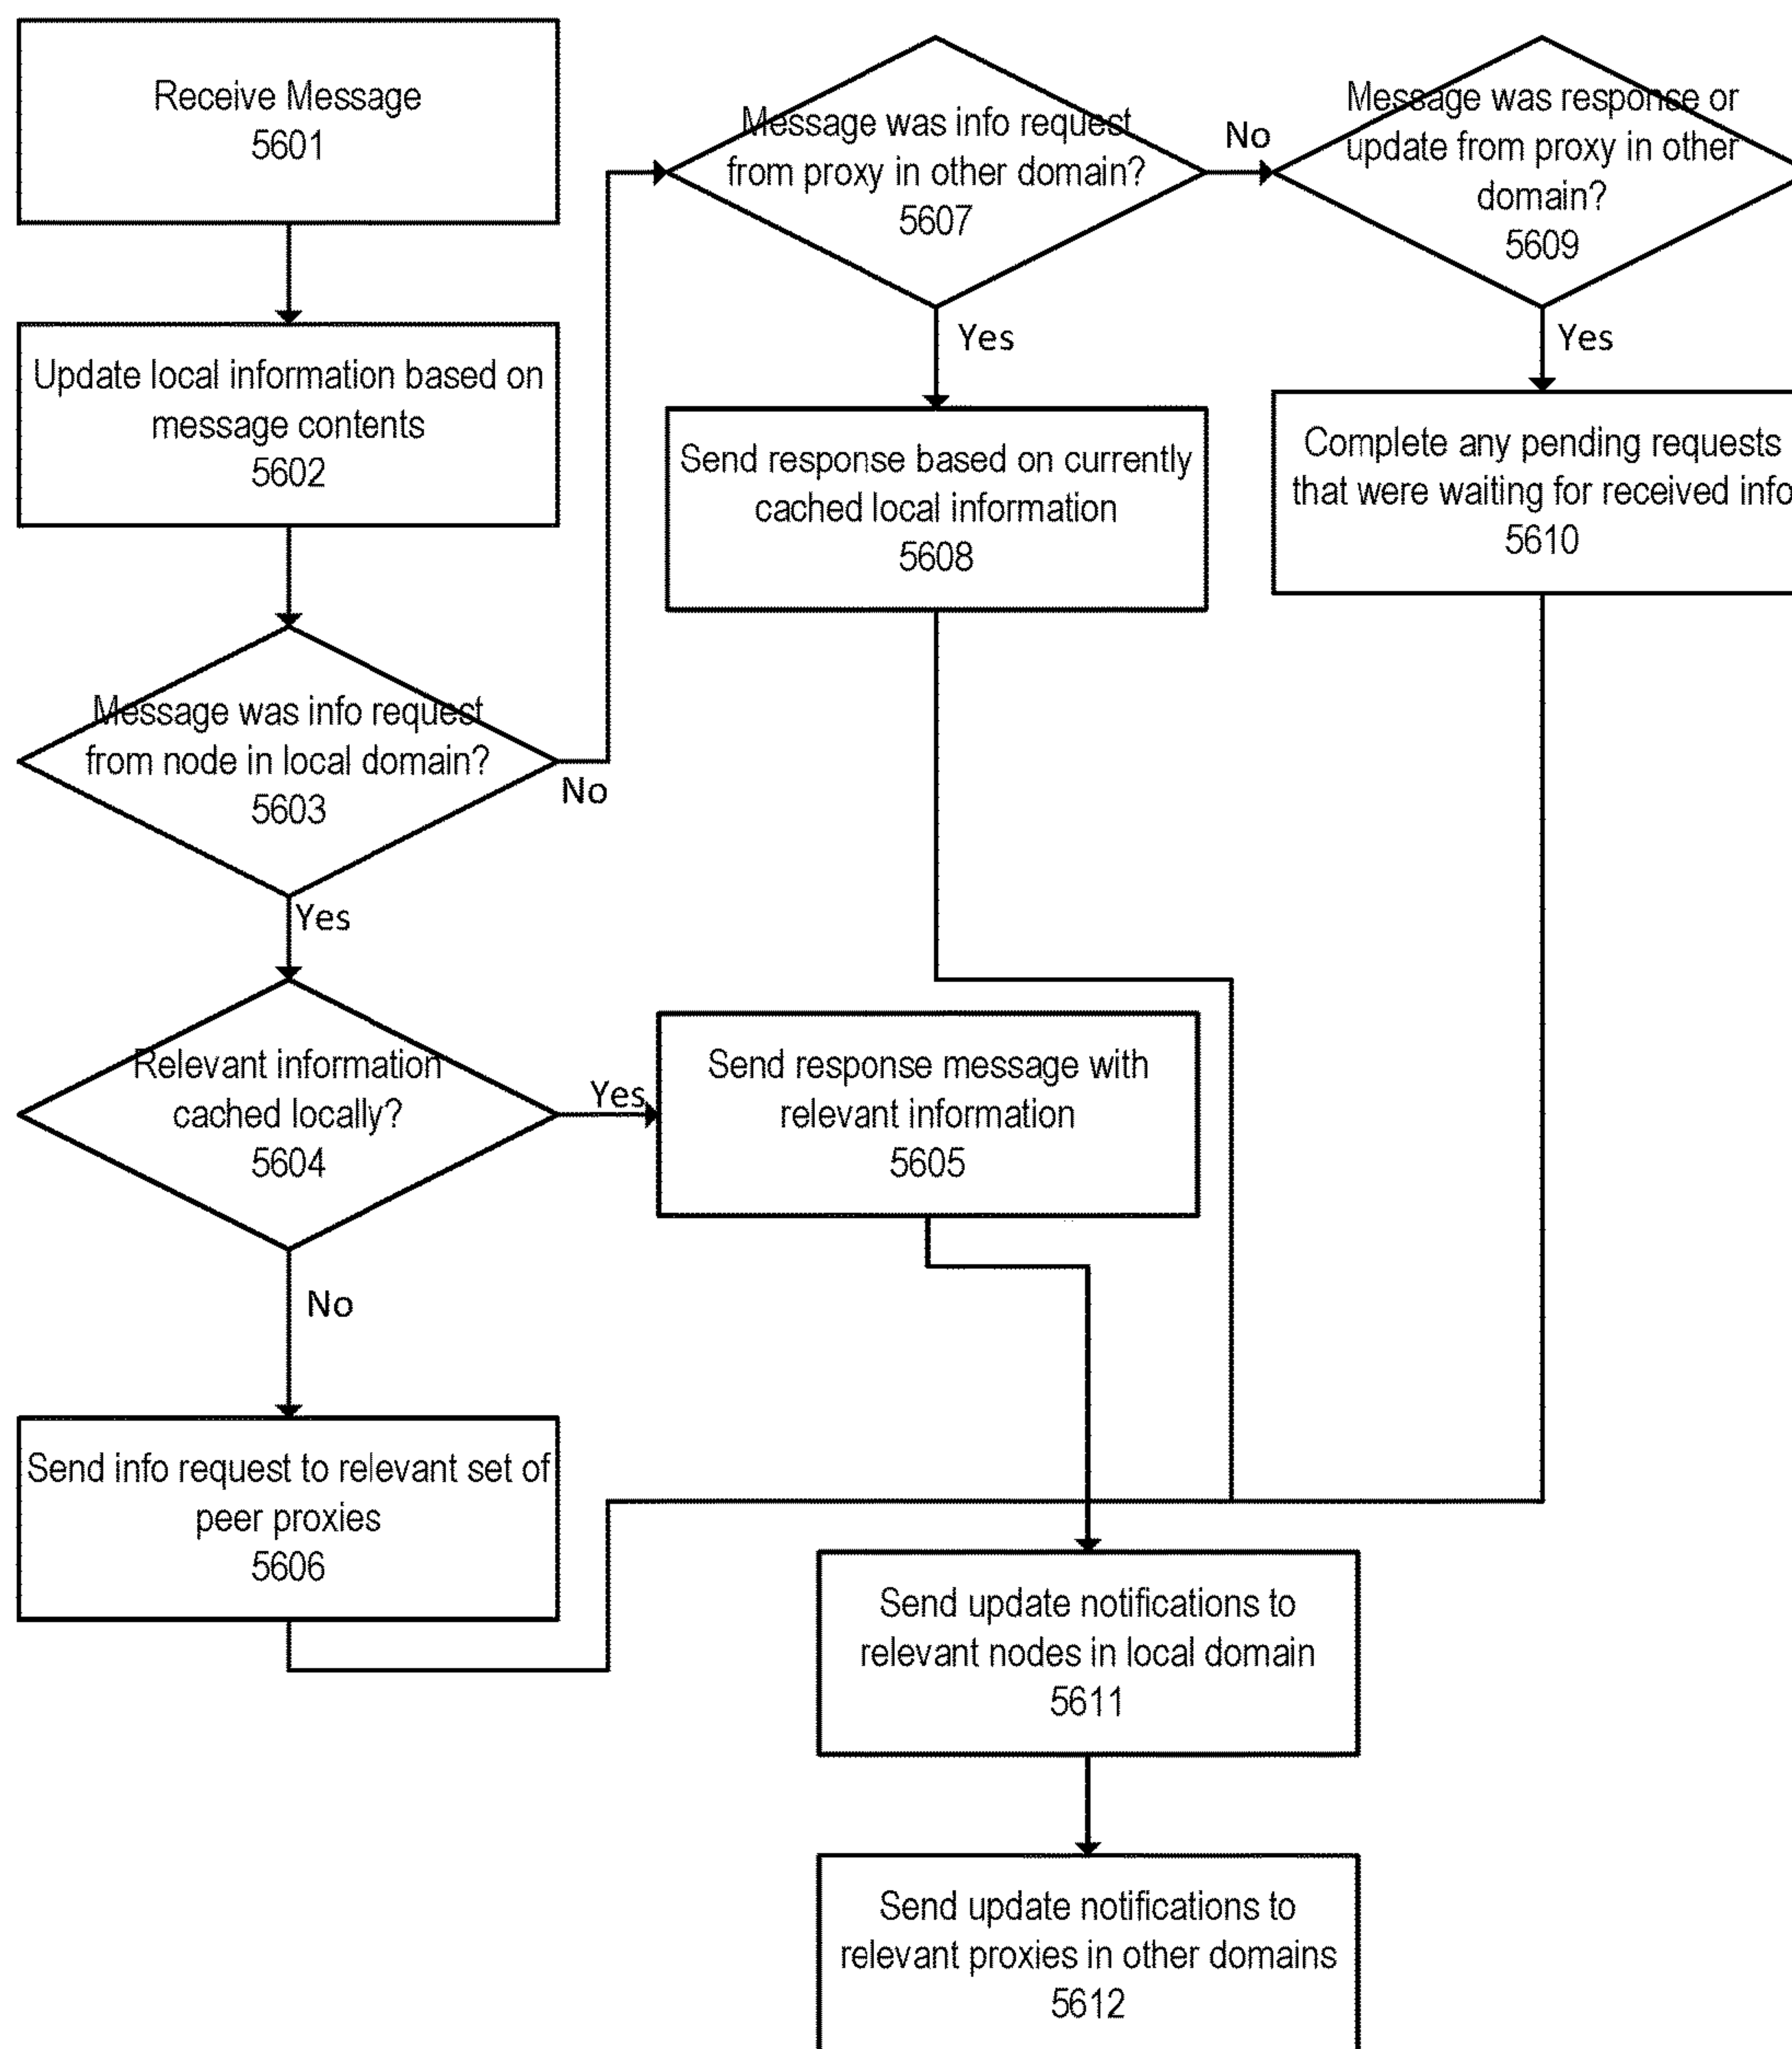 Receive Message
5601
Update local information based on
message contents
5602
Message was info request
from node in local domain?
5603
No
Yes
Relevant information
cached locally?
5604
Yes
No
Send response message with
relevant information
5605
Send info request to relevant set of
peer proxies
5606
Message was info request
from proxy in other domain?
5607
No
Yes
Send response based on currently
cached local information
5608
Message was response or
update from proxy in other
domain?
5609
Yes
Complete any pending requests
that were waiting for received info
5610
Send update notifications to
relevant nodes in local domain
5611
Send update notifications to
relevant proxies in other domains
5612